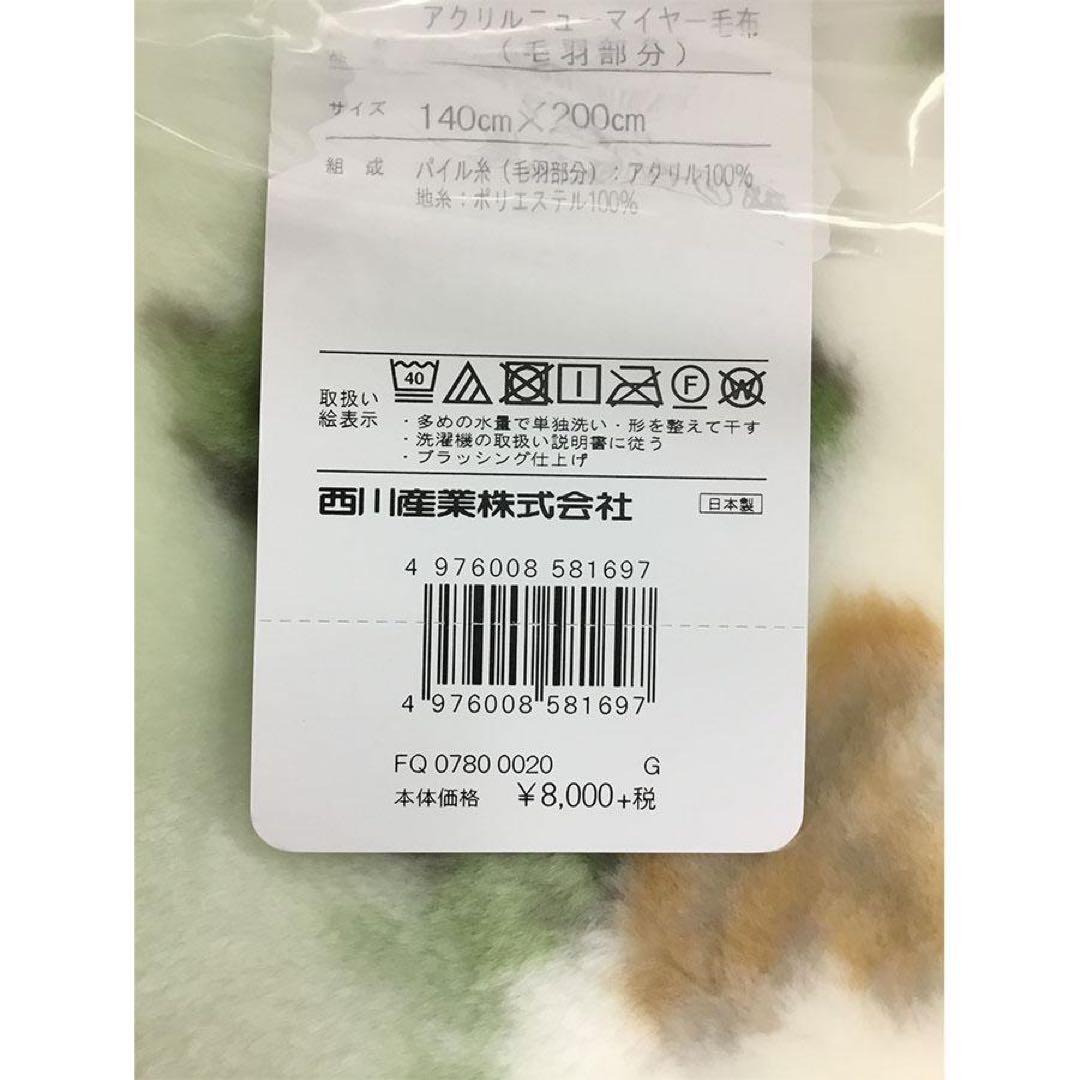 アクリルニューマイヤー毛布
（毛羽部分）
サイズ 140cm×200cm
組成 パイル糸（毛羽部分）：アクリル100%
地糸：ポリエステル100%
取扱い
絵表示
40 F W
・多めの水量で単独洗い・形を整えて干す
・洗濯機の取扱い説明書に従う
・ブラッシング仕上げ
西川産業株式会社 日本製
4 976008 581697
4 976008 581697
FQ 0780 0020 G
本体価格 ￥8,000+税